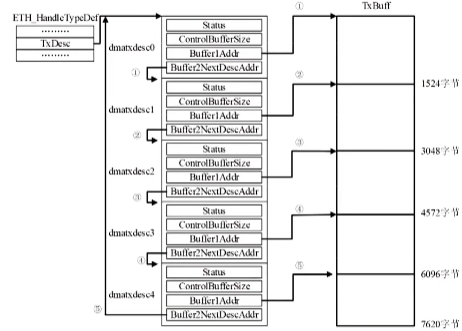 ETH_HandleTypeDef
………
TxDesc
………
dmatxdesc0
Status
ControlBufferSize
Buffer1Addr
Buffer2NextDescAddr
①
dmatxdesc1
Status
ControlBufferSize
Buffer1Addr
Buffer2NextDescAddr
②
dmatxdesc2
Status
ControlBufferSize
Buffer1Addr
Buffer2NextDescAddr
③
dmatxdesc3
Status
ControlBufferSize
Buffer1Addr
Buffer2NextDescAddr
④
dmatxdesc4
Status
ControlBufferSize
Buffer1Addr
Buffer2NextDescAddr
⑤
①
②
③
④
⑤
TxBuff
1524字节
3048字节
4572字节
6096字节
7620字节